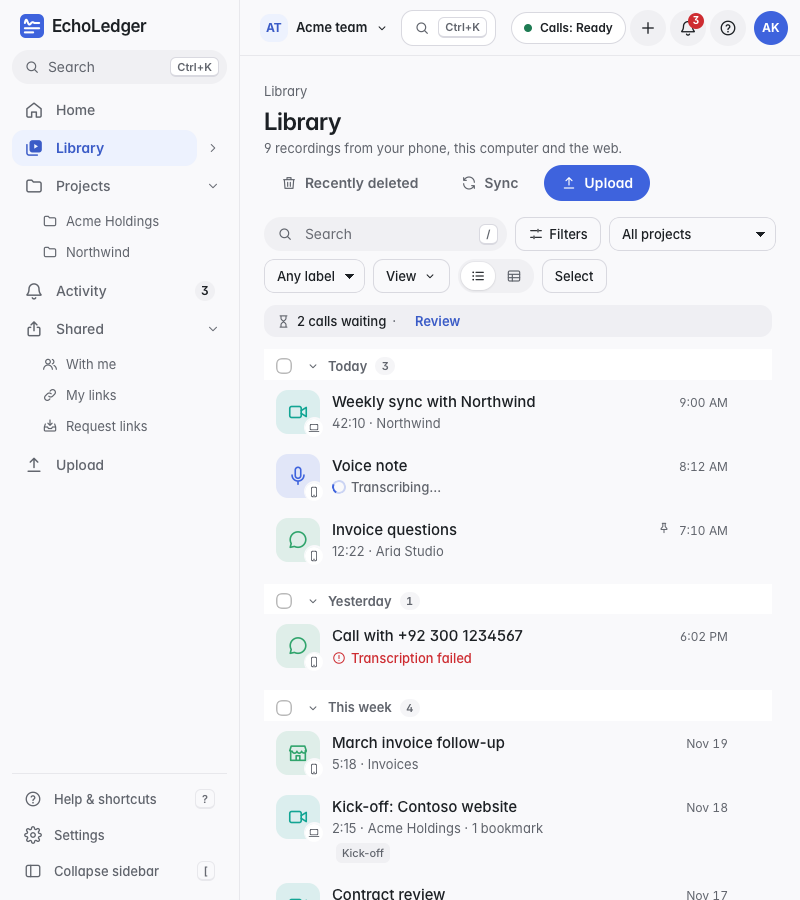 EchoLedger
Search Ctrl+K
Home
Library
Projects
Acme Holdings
Northwind
Activity 3
Shared
With me
My links
Request links
Upload
Help & shortcuts ?
Settings
Collapse sidebar [
AT Acme team Ctrl+K Calls: Ready 3 AK
Library
Library
9 recordings from your phone, this computer and the web.
Recently deleted Sync Upload
Search / Filters All projects
Any label View Select
2 calls waiting · Review
Today 3
Weekly sync with Northwind 9:00 AM
42:10 · Northwind
Voice note 8:12 AM
Transcribing...
Invoice questions 7:10 AM
12:22 · Aria Studio
Yesterday 1
Call with +92 300 1234567 6:02 PM
Transcription failed
This week 4
March invoice follow-up Nov 19
5:18 · Invoices
Kick-off: Contoso website Nov 18
2:15 · Acme Holdings · 1 bookmark
Kick-off
Contract review Nov 17